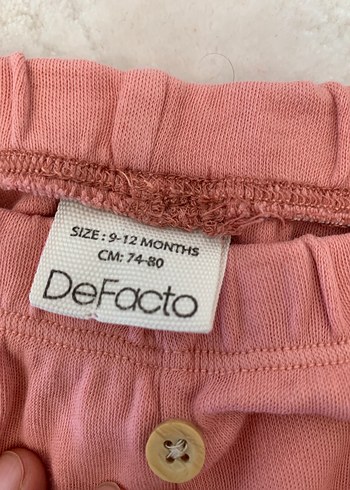 SIZE : 9-12 MONTHS
CM: 74-80
DeFacto